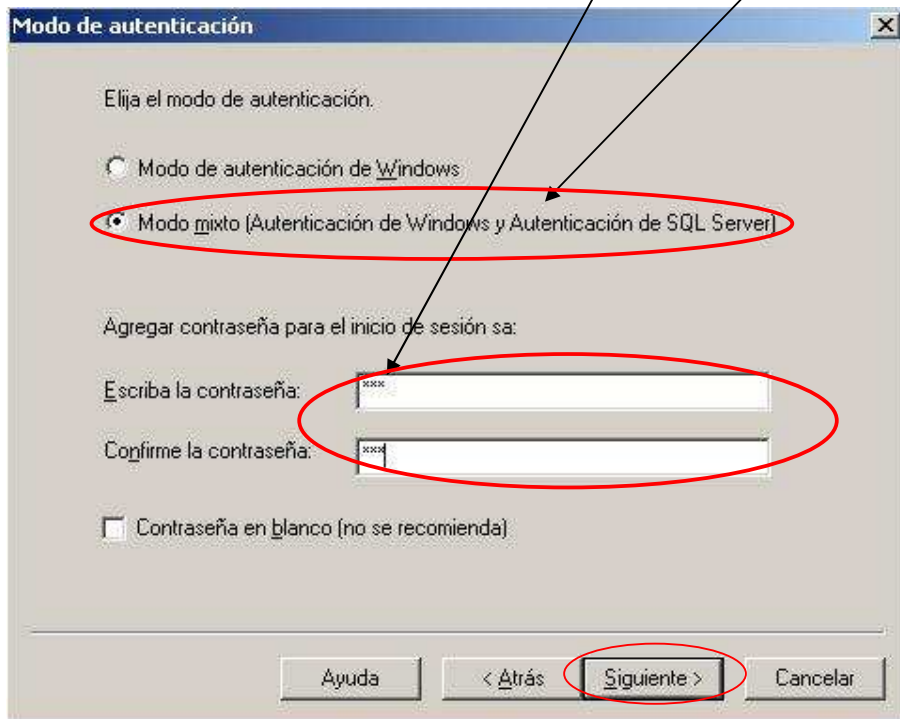 Modo de autenticación
Elija el modo de autenticación.
Modo de autenticación de Windows
Modo mixto (Autenticación de Windows y Autenticación de SQL Server)
Agregar contraseña para el inicio de sesión sa:
Escriba la contraseña: ***
Confirme la contraseña: ***
Contraseña en blanco (no se recomienda)
Ayuda < Atrás Siguiente > Cancelar